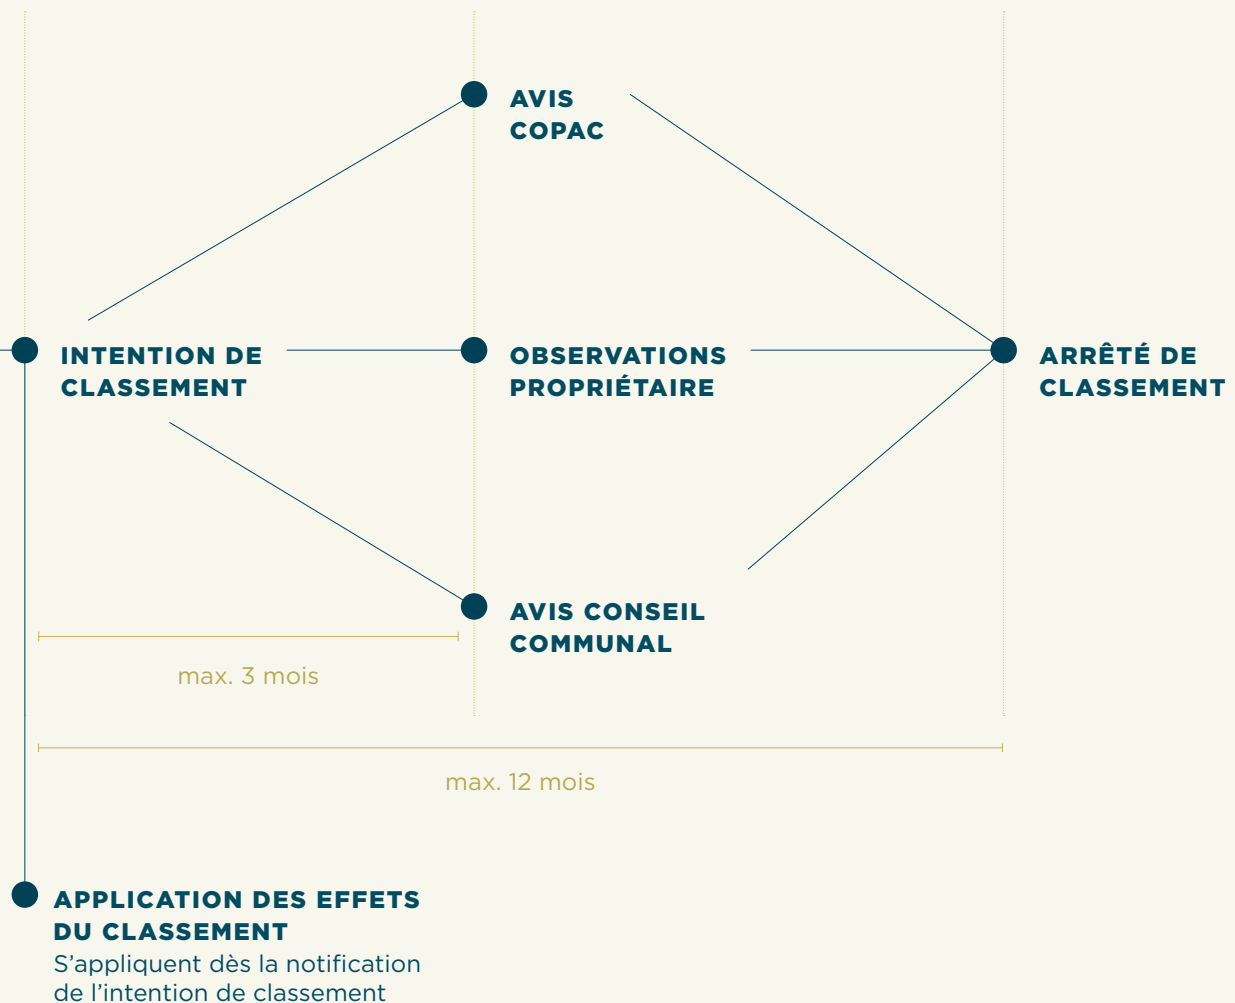 AVIS
COPAC
INTENTION DE
CLASSEMENT
OBSERVATIONS
PROPRIÉTAIRE
ARRÊTÉ DE
CLASSEMENT
AVIS CONSEIL
COMMUNAL
max. 3 mois
max. 12 mois
APPLICATION DES EFFETS
DU CLASSEMENT
S'appliquent dès la notification
de l'intention de classement